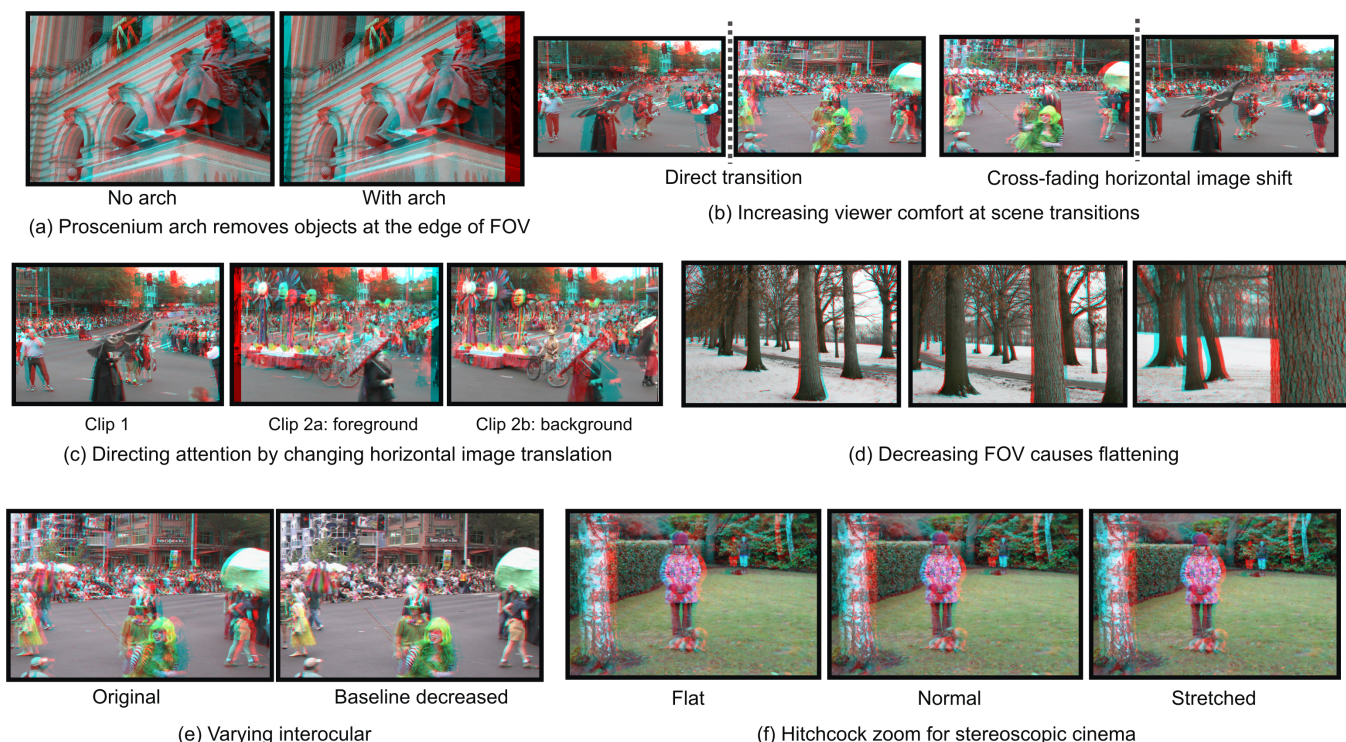 No arch
With arch
(a) Proscenium arch removes objects at the edge of FOV
Direct transition
Cross-fading horizontal image shift
(b) Increasing viewer comfort at scene transitions
Clip 1
Clip 2a: foreground
Clip 2b: background
(c) Directing attention by changing horizontal image translation
(d) Decreasing FOV causes flattening
Original
Baseline decreased
(e) Varying interocular
Flat
Normal
Stretched
(f) Hitchcock zoom for stereoscopic cinema